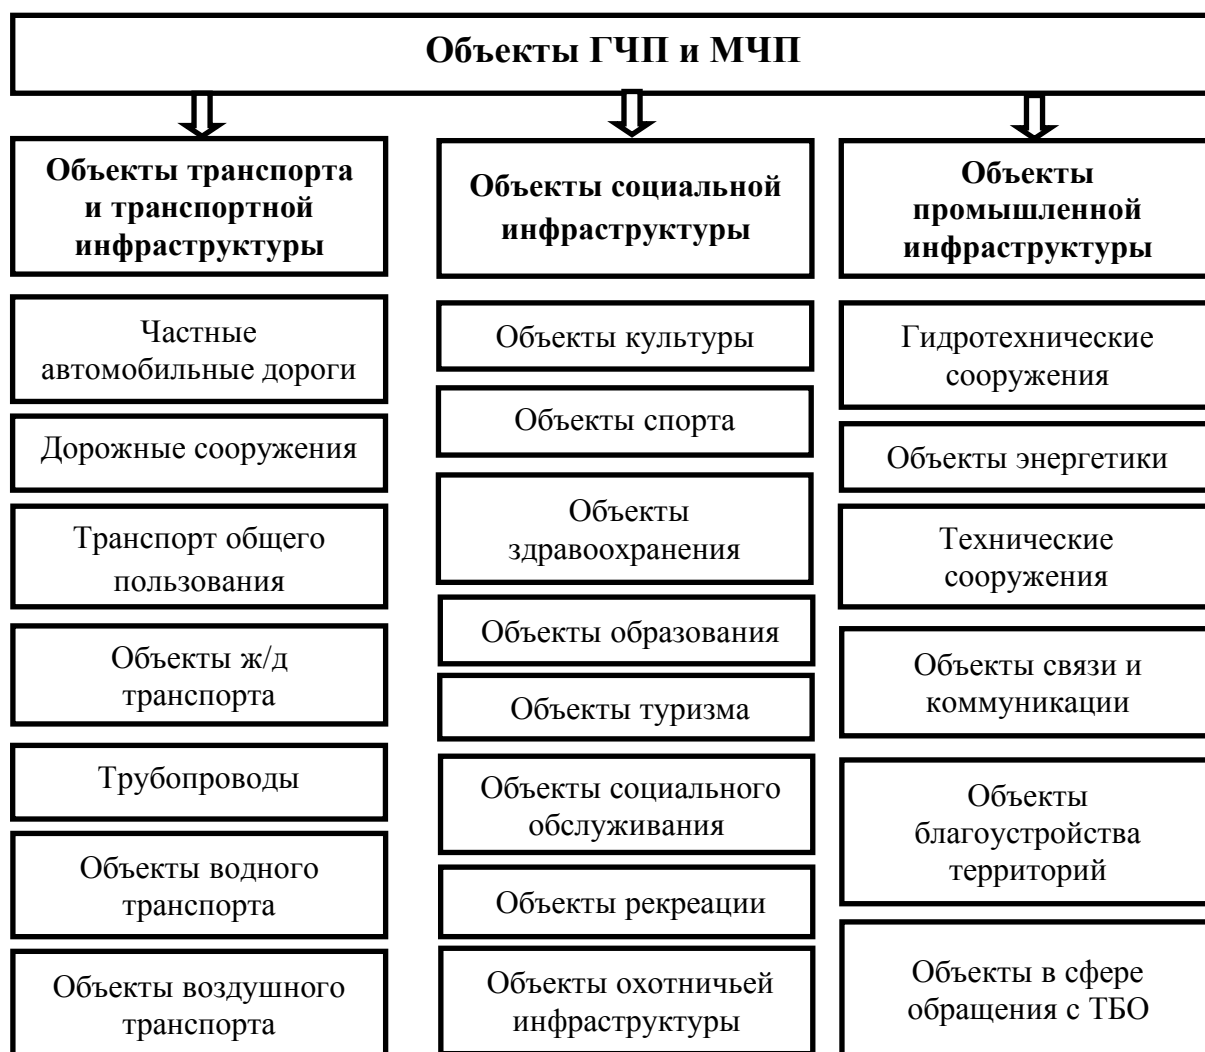 Объекты ГЧП и МЧП
Объекты транспорта
и транспортной
инфраструктуры
Частные
автомобильные дороги
Дорожные сооружения
Транспорт общего
пользования
Объекты ж/д
транспорта
Трубопроводы
Объекты водного
транспорта
Объекты воздушного
транспорта
Объекты социальной
инфраструктуры
Объекты культуры
Объекты спорта
Объекты
здравоохранения
Объекты образования
Объекты туризма
Объекты социального
обслуживания
Объекты рекреации
Объекты охотничьей
инфраструктуры
Объекты
промышленной
инфраструктуры
Гидротехнические
сооружения
Объекты энергетики
Технические
сооружения
Объекты связи и
коммуникации
Объекты
благоустройства
территорий
Объекты в сфере
обращения с ТБО